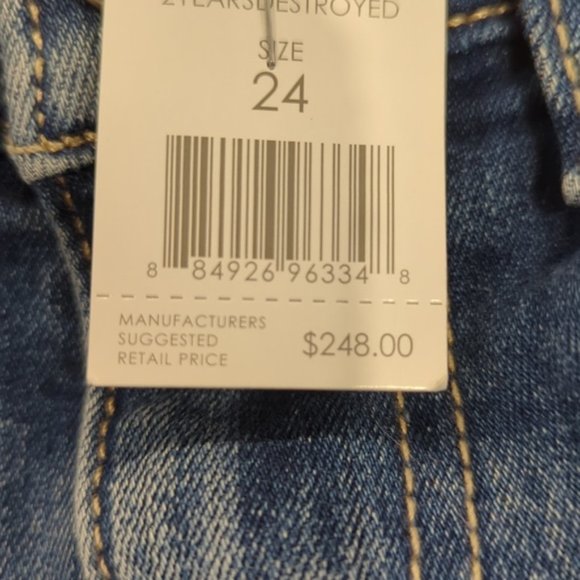 2YEARSDESTROYED
SIZE
24
8 84926 96334 8
MANUFACTURERS
SUGGESTED
RETAIL PRICE
$248.00